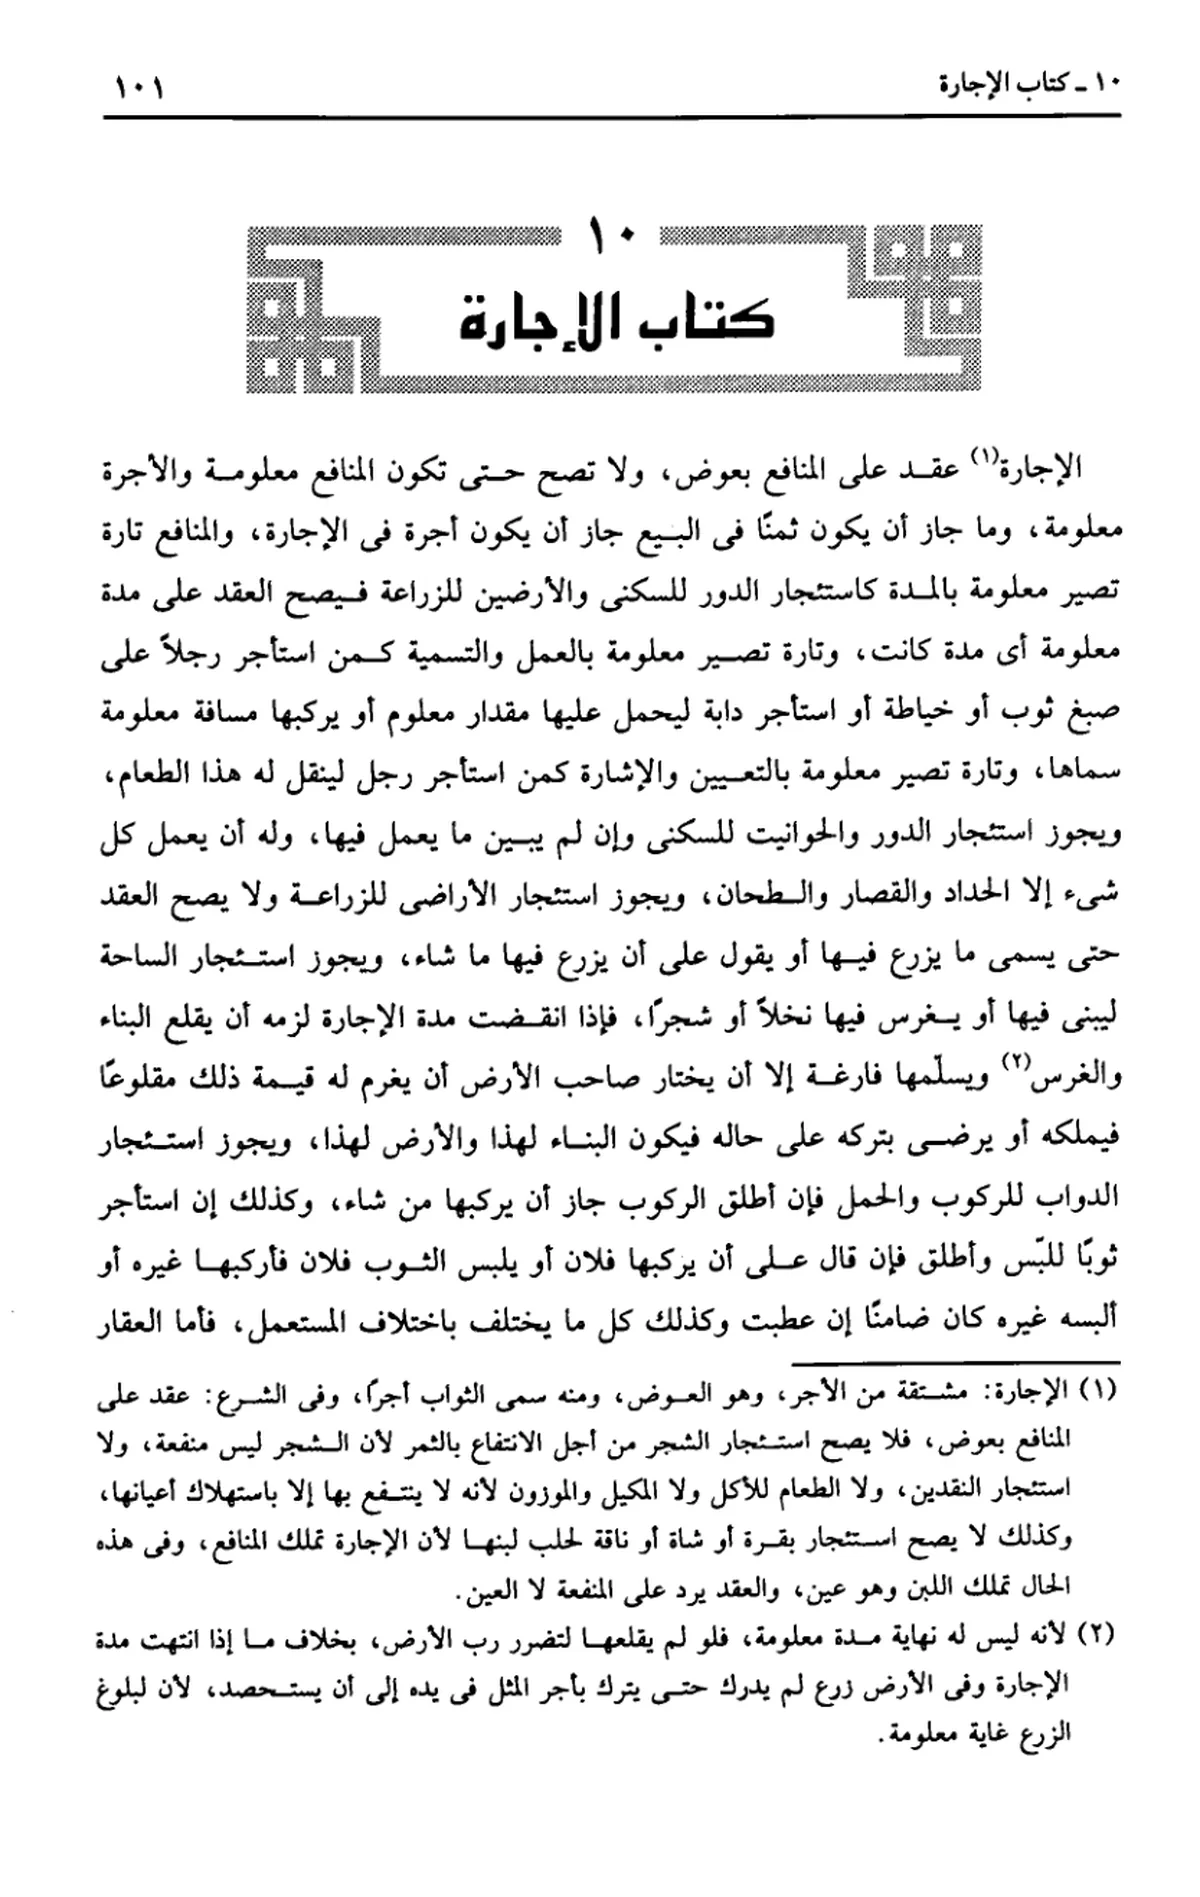 ١٠ ـ كتاب الإجارة
١٠١
١٠
كتاب الإجارة
الإجارة(١) عقد على المنافع بعوض، ولا تصح حتى تكون المنافع معلومة والأجرة
معلومة، وما جاز أن يكون ثمنًا فى البيع جاز أن يكون أجرة فى الإجارة، والمنافع تارة
تصير معلومة بالمدة كاستئجار الدور للسكنى والأرضين للزراعة فيصح العقد على مدة
معلومة أى مدة كانت، وتارة تصير معلومة بالعمل والتسمية كمن استأجر رجلاً على
صبغ ثوب أو خياطة أو استأجر دابة ليحمل عليها مقدار معلوم أو يركبها مسافة معلومة
سماها، وتارة تصير معلومة بالتعيين والإشارة كمن استأجر رجل لينقل له هذا الطعام،
ويجوز استئجار الدور والحوانيت للسكنى وإن لم يبين ما يعمل فيها، وله أن يعمل كل
شىء إلا الحداد والقصار والطحان، ويجوز استئجار الأراضى للزراعة ولا يصح العقد
حتى يسمى ما يزرع فيها أو يقول على أن يزرع فيها ما شاء، ويجوز استئجار الساحة
ليبنى فيها أو يغرس فيها نخلاً أو شجرًا، فإذا انقضت مدة الإجارة لزمه أن يقلع البناء
والغرس(٢) ويسلّمها فارغة إلا أن يختار صاحب الأرض أن يغرم له قيمة ذلك مقلوعًا
فيملكه أو يرضى بتركه على حاله فيكون البناء لهذا والأرض لهذا، ويجوز استئجار
الدواب للركوب والحمل فإن أطلق الركوب جاز أن يركبها من شاء، وكذلك إن استأجر
ثوبًا للبّس وأطلق فإن قال على أن يركبها فلان أو يلبس الثوب فلان فأركبها غيره أو
ألبسه غيره كان ضامنًا إن عطبت وكذلك كل ما يختلف باختلاف المستعمل، فأما العقار
(١) الإجارة: مشتقة من الأجر، وهو العوض، ومنه سمى الثواب أجرًا، وفى الشرع: عقد على
المنافع بعوض، فلا يصح استئجار الشجر من أجل الانتفاع بالثمر لأن الشجر ليس منفعة، ولا
استئجار النقدين، ولا الطعام للأكل ولا المكيل والموزون لأنه لا ينتفع بها إلا باستهلاك أعيانها،
وكذلك لا يصح استئجار بقرة أو شاة أو ناقة لحلب لبنها لأن الإجارة تملك المنافع، وفى هذه
الحال تملك اللبن وهو عين، والعقد يرد على المنفعة لا العين.
(٢) لأنه ليس له نهاية مدة معلومة، فلو لم يقلعها لتضرر رب الأرض، بخلاف ما إذا انتهت مدة
الإجارة وفى الأرض زرع لم يدرك حتى يترك بأجر المثل فى يده إلى أن يستحصد، لأن لبلوغ
الزرع غاية معلومة.